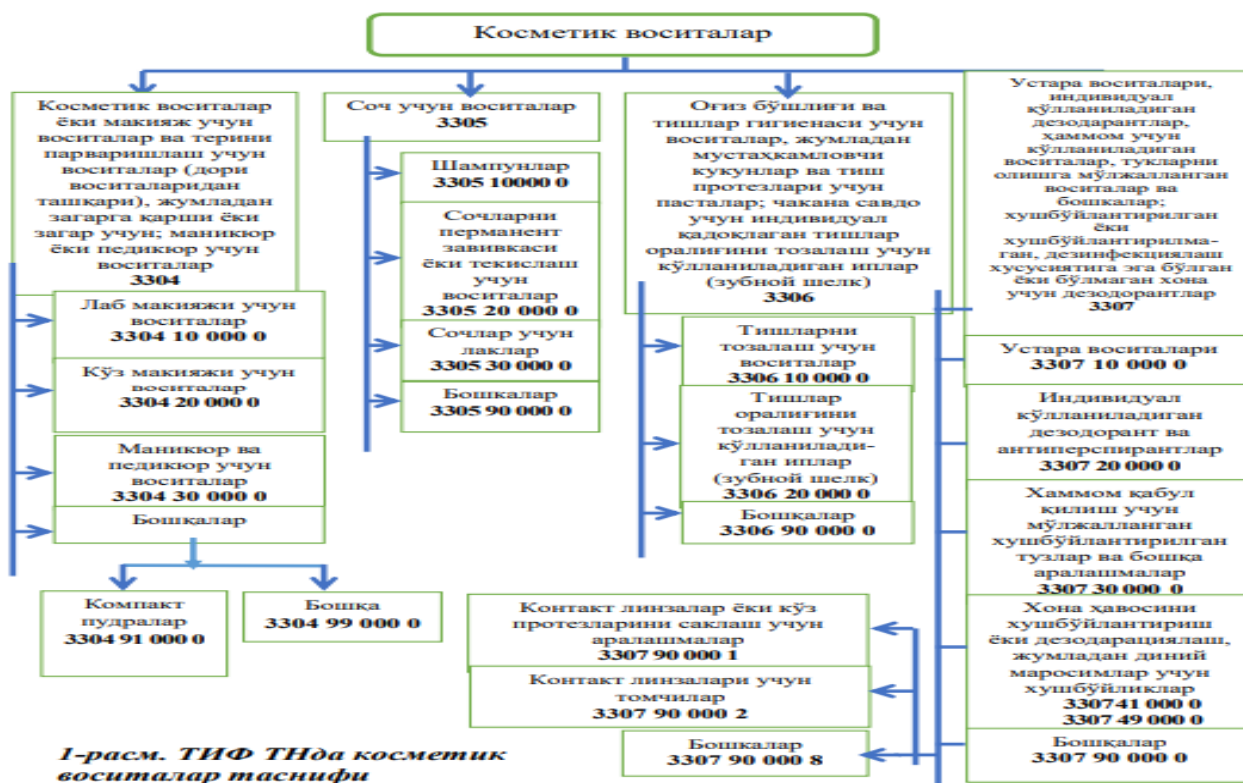 Косметик воситалар
Косметик воситалар
ёки макияж учун
воситалар ва терини
парваришлаш учун
воситалар (дори
воситаларидан
ташқари), жумладан
загарга қарши ёки
загар учун; маникюр
ёки педикюр учун
воситалар
3304
Лаб макияжи учун
воситалар
3304 10 000 0
Кўз макияжи учун
воситалар
3304 20 000 0
Маникюр ва
педикюр учун
воситалар
3304 30 000 0
Бошқалар
Компакт
пудралар
3304 91 000 0
Бошқа
3304 99 000 0
Соч учун воситалар
3305
Шампунлар
3305 10000 0
Сочларни
перманент
завивкаси
ёки текислаш
учун
воситалар
3305 20 000 0
Сочлар учун
лаклар
3305 30 000 0
Бошкалар
3305 90 000 0
Оғиз бўшлиғи ва
тишлар гигиенаси учун
воситалар, жумладан
мустаҳкамловчи
кукунлар ва тиш
протезлари учун
пасталар; чакана савдо
учун индивидуал
қадоқлаган тишлар
оралиғини тозалаш учун
қўлланиладиган иплар
(зубной шелк)
3306
Тишларни
тозалаш учун
воситалар
3306 10 000 0
Тишлар
оралиғини
тозалаш учун
қўлланилади-
ган иплар
(зубной шелк)
3306 20 000 0
Бошқалар
3306 90 000 0
Устара воситалари,
индивидуал
қўлланиладиган
дезодарантлар,
ҳаммом учун
қўлланиладиган
воситалар, тукларни
олишга мўлжалланган
воситалар ва
бошкалар;
хушбўйлантирилган
ёки
хушбўйлантирилма-
ган, дезинфекциялаш
хусусиятига эга бўлган
ёки бўлмаган хона
учун дезодорантлар
3307
Устара воситалари
3307 10 000 0
Индивидуал
қўлланиладиган
дезодорант ва
антиперспирантлар
3307 20 000 0
Хаммом қабул
қилиш учун
мўлжалланган
хушбўйлантирилган
тузлар ва бошқа
аралашмалар
3307 30 000 0
Хона ҳавосини
хушбўйлантириш
ёки дезодарациялаш,
жумладан диний
маросимлар учун
хушбўйликлар
330741 000 0
3307 49 000 0
Бошқалар
3307 90 000 0
Контакт линзалар ёки кўз
протезларини саклаш учун
аралашмалар
3307 90 000 1
Контакт линзалари учун
томчилар
3307 90 000 2
Бошкалар
3307 90 000 8
1-расм. ТИФ ТНда косметик
воситалар таснифи